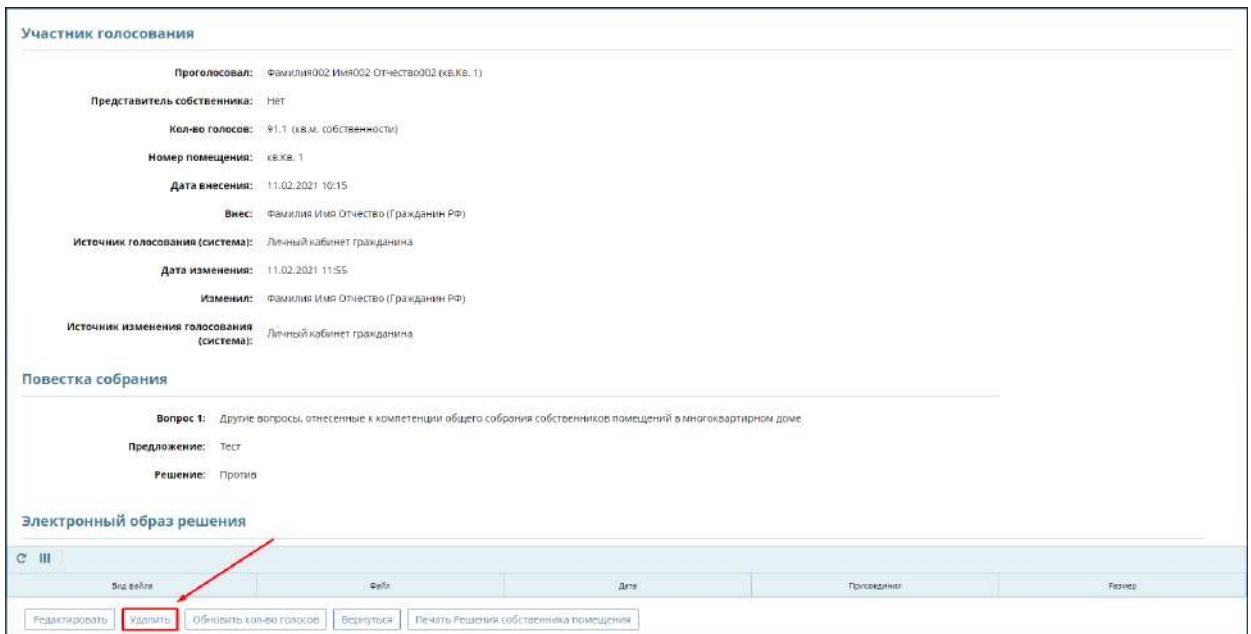 Участник голосования
Проголосовал: Фамилия002 Имя002 Отчество002 (кв.Кв. 1)
Представитель собственника: Нет
Кол-во голосов: 91.1 (кв.м. собственности)
Номер помещения: кв.Кв. 1
Дата внесения: 11.02.2021 10:15
Внес: Фамилия Имя Отчество (Гражданин РФ)
Источник голосования (система): Личный кабинет гражданина
Дата изменения: 11.02.2021 11:55
Изменил: Фамилия Имя Отчество (Гражданин РФ)
Источник изменения голосования (система): Личный кабинет гражданина
Повестка собрания
Вопрос 1: Другие вопросы, отнесенные к компетенции общего собрания собственников помещений в многоквартирном доме
Предложение: Тест
Решение: Против
Электронный образ решения
Вид файла Файл Дата Присоединил Размер
Редактировать Удалить Обновить кол-во голосов Вернуться Печать Решения собственника помещения